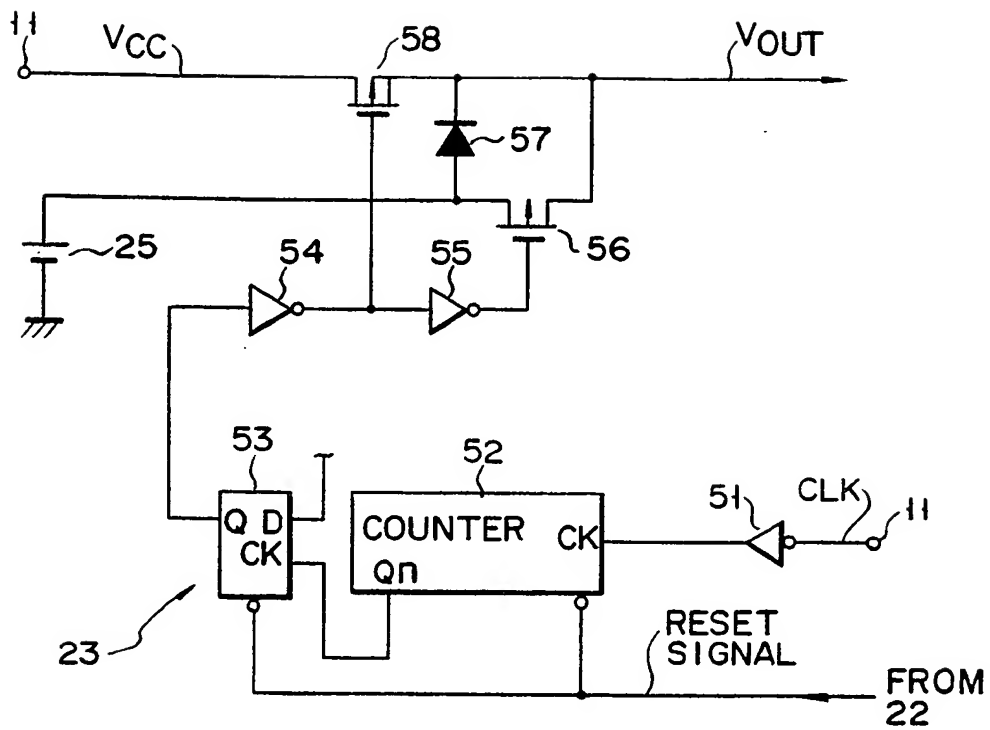 11
VCC
58
VOUT
57
56
25
54
55
53
52
51
CLK
11
Q D
CK
COUNTER
CK
Qn
23
RESET
SIGNAL
FROM
22